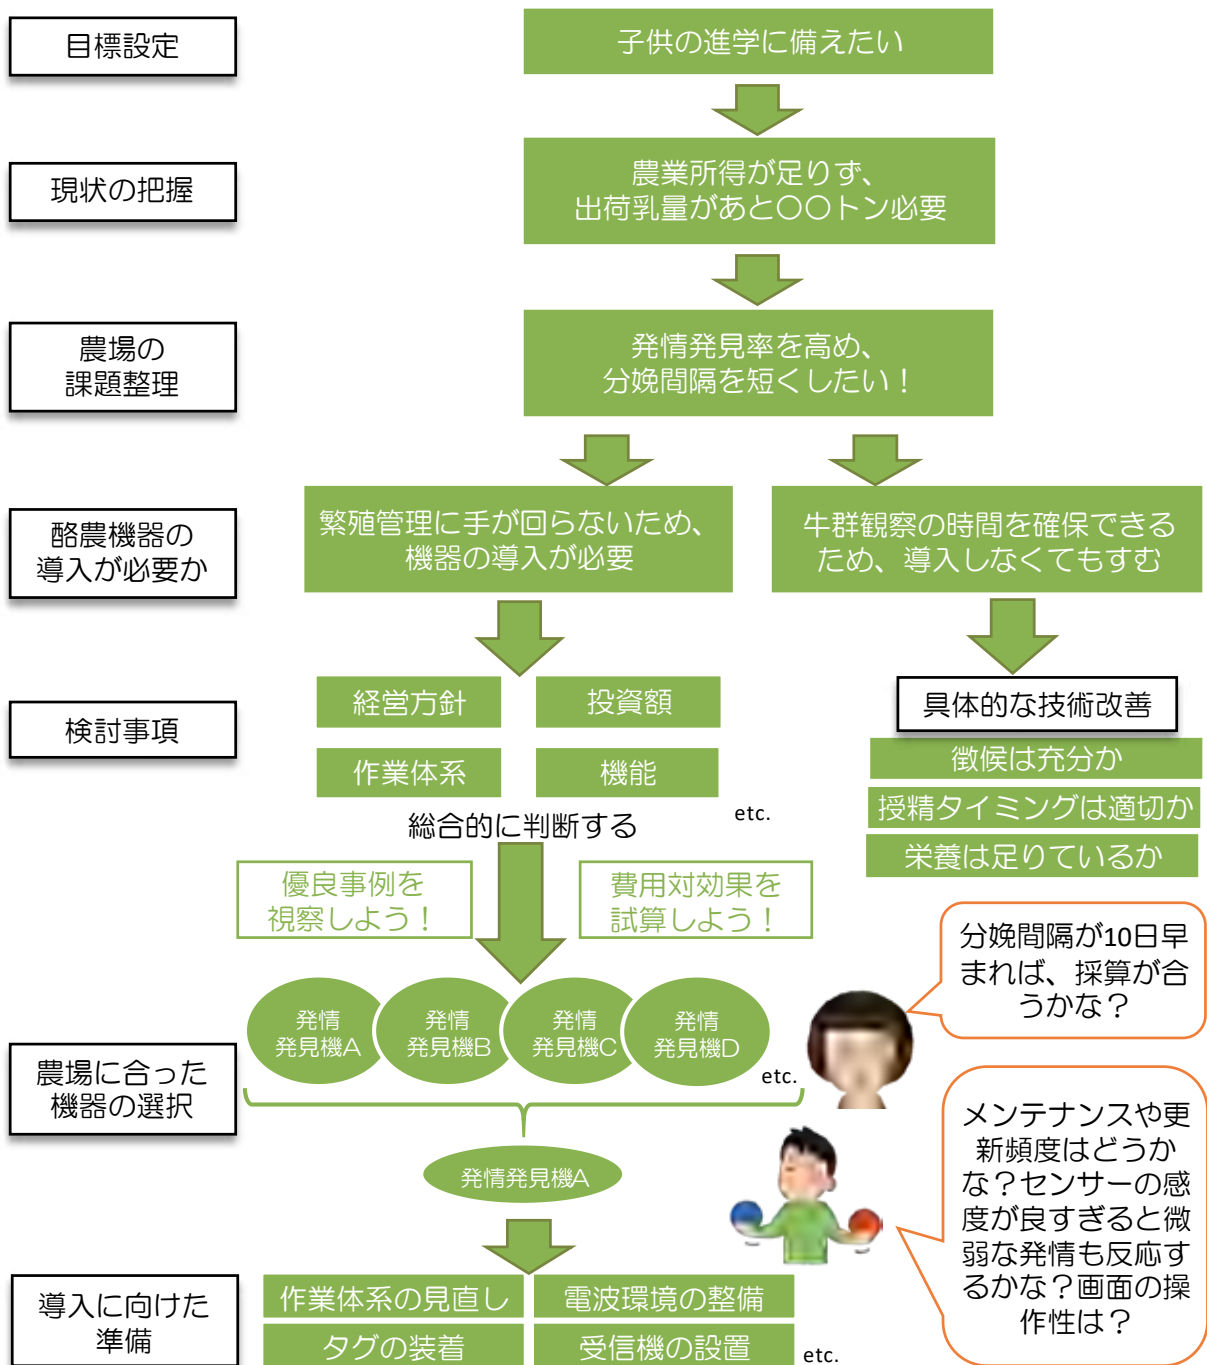 目標設定
子供の進学に備えたい
現状の把握
農業所得が足りず、
出荷乳量があと〇〇トン必要
農場の
課題整理
発情発見率を高め、
分娩間隔を短くしたい！
酪農機器の
導入が必要か
繁殖管理に手が回らないため、
機器の導入が必要
牛群観察の時間を確保できる
ため、導入しなくてもすむ
検討事項
経営方針
投資額
作業体系
機能
etc.
総合的に判断する
具体的な技術改善
徴候は充分か
授精タイミングは適切か
栄養は足りているか
優良事例を
視察しよう！
費用対効果を
試算しよう！
分娩間隔が10日早
まれば、採算が合
うかな？
農場に合った
機器の選択
発情
発見機A
発情
発見機B
発情
発見機C
発情
発見機D
etc.
発情発見機A
メンテナンスや更
新頻度はどうか
な？センサーの感
度が良すぎると微
弱な発情も反応す
るかな？画面の操
作性は？
導入に向けた
準備
作業体系の見直し
電波環境の整備
タグの装着
受信機の設置
etc.